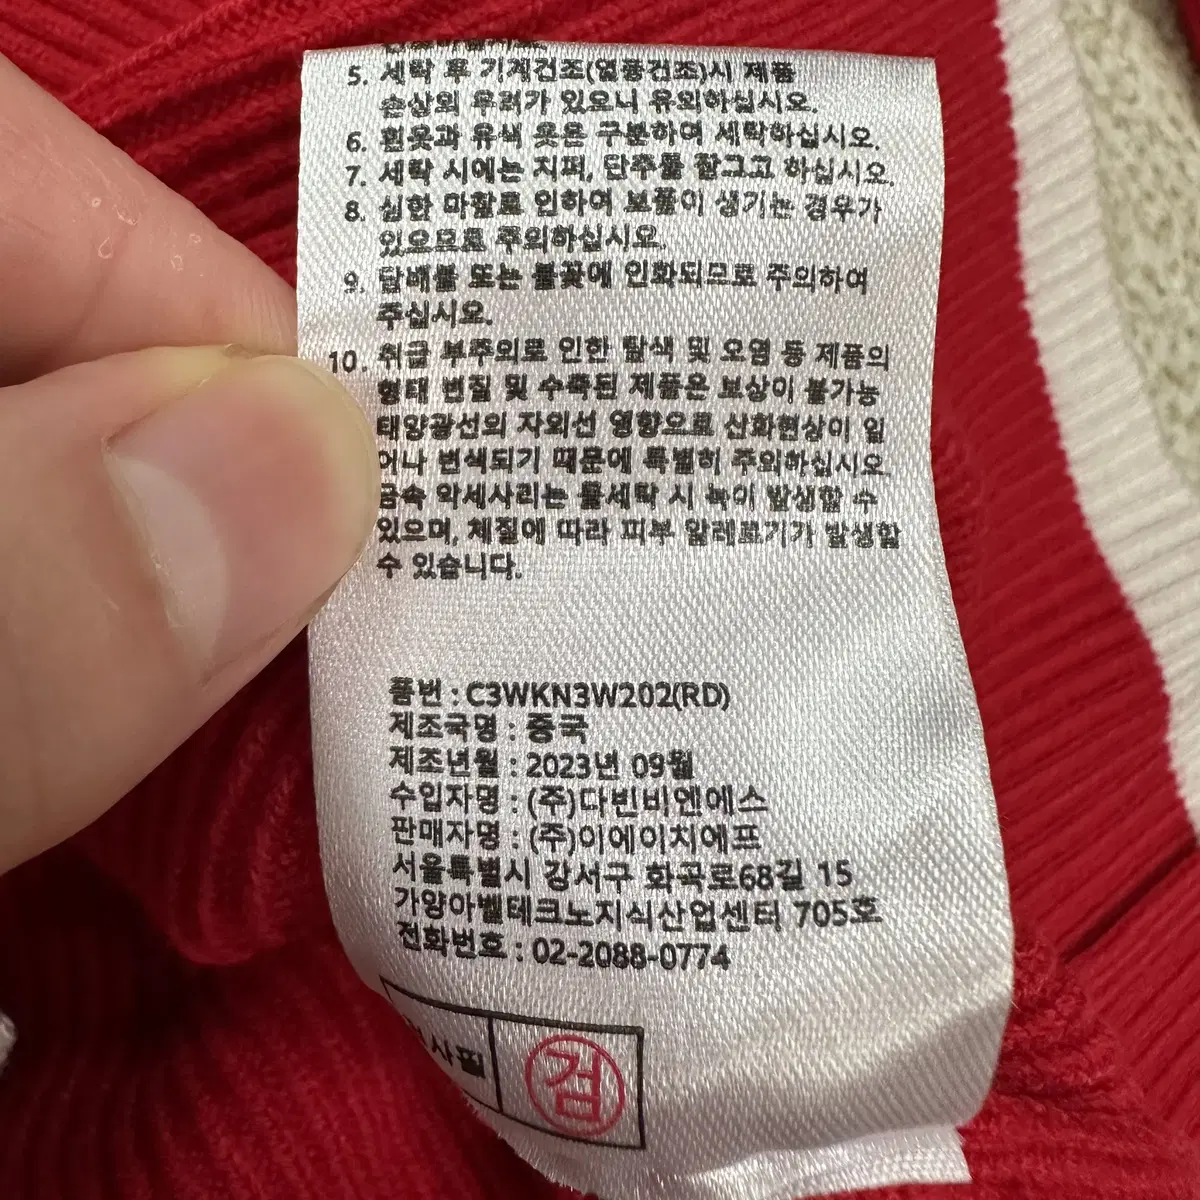 5. 세탁 후 기계건조(열풍건조)시 제품
손상의 우려가 있으니 유의하십시오.
6. 흰옷과 유색 옷은 구분하여 세탁하십시오.
7. 세탁 시에는 지퍼, 단추를 잠그고 하십시오.
8. 심한 마찰로 인하여 보풀이 생기는 경우가
있으므로 주의하십시오.
9. 담배불 또는 불꽃에 인화되므로 주의하여
주십시오.
10. 취급 부주의로 인한 탈색 및 오염 등 제품의
형태 변질 및 수축된 제품은 보상이 불가능
태양광선의 자외선 영향으로 산화현상이 일
어나 변색되기 때문에 특별히 주의하십시오.
금속 악세사리는 물세탁 시 녹이 발생할 수
있으며, 체질에 따라 피부 알레르기가 발생할
수 있습니다.
품번 : C3WKN3W202(RD)
제조국명 : 중국
제조년월 : 2023년 09월
수입자명 : (주)다빈비엔에스
판매자명 : (주)이에이치에프
서울특별시 강서구 화곡로68길 15
가양아벨테크노지식산업센터 705호
전화번호 : 02-2088-0774
사필
검